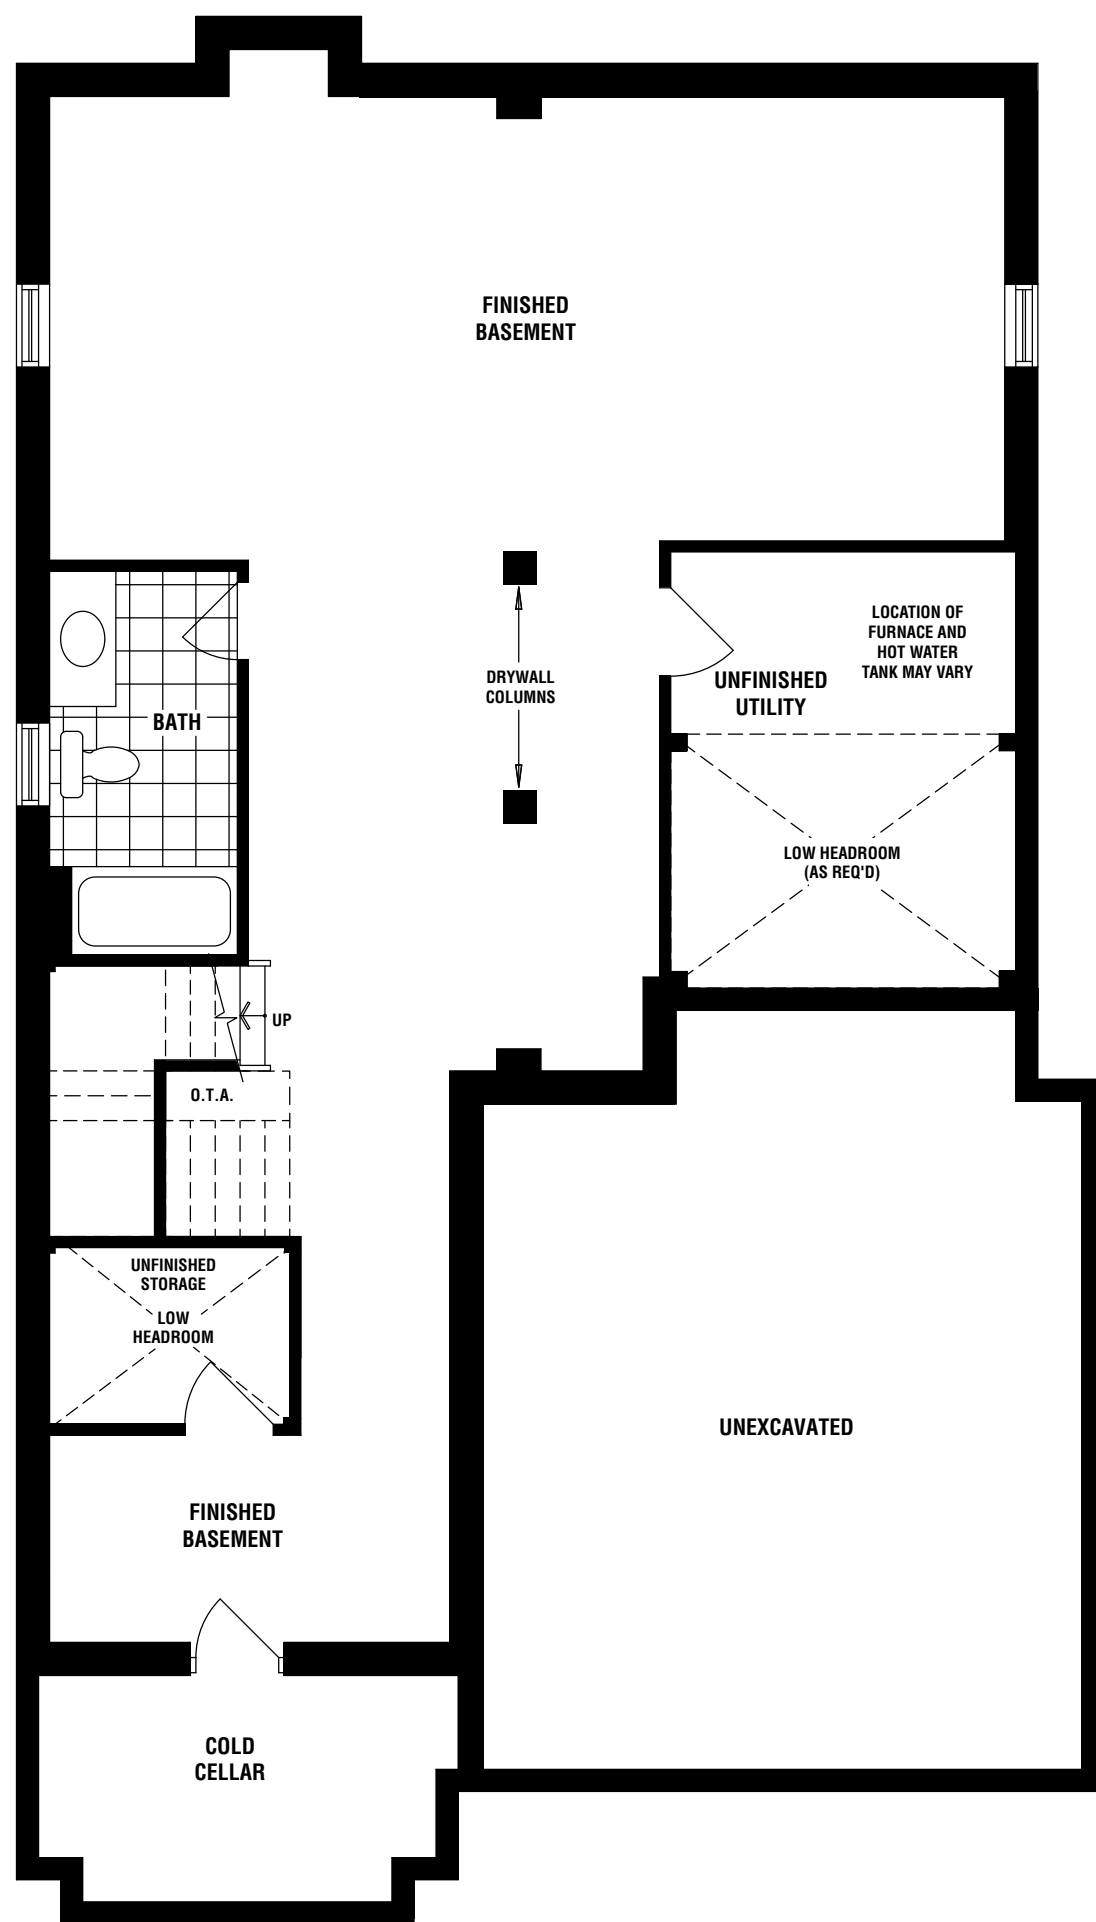 FINISHED
BASEMENT
LOCATION OF
FURNACE AND
HOT WATER
TANK MAY VARY
DRYWALL
COLUMNS
UNFINISHED
UTILITY
BATH
LOW HEADROOM
(AS REQ'D)
UP
O.T.A.
UNFINISHED
STORAGE
LOW
HEADROOM
UNEXCAVATED
FINISHED
BASEMENT
COLD
CELLAR